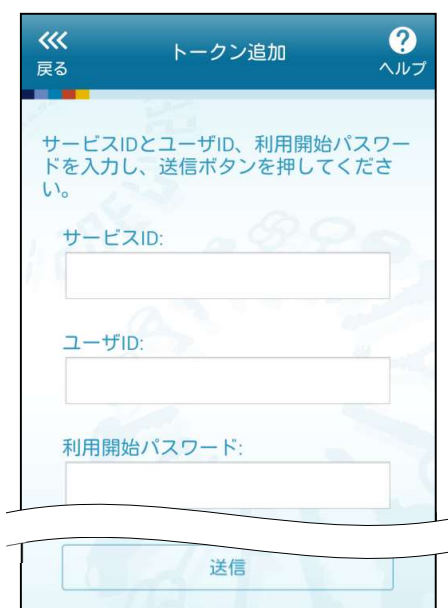 トークン追加
戻る
ヘルプ
サービスIDとユーザID、利用開始パスワー
ドを入力し、送信ボタンを押してくださ
い。
サービスID:
ユーザID:
利用開始パスワード:
送信